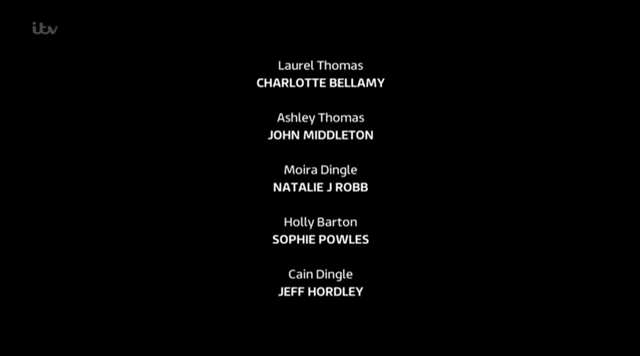 itv
Laurel Thomas
CHARLOTTE BELLAMY
Ashley Thomas
JOHN MIDDLETON
Moira Dingle
NATALIE J ROBB
Holly Barton
SOPHIE POWLES
Cain Dingle
JEFF HORDLEY